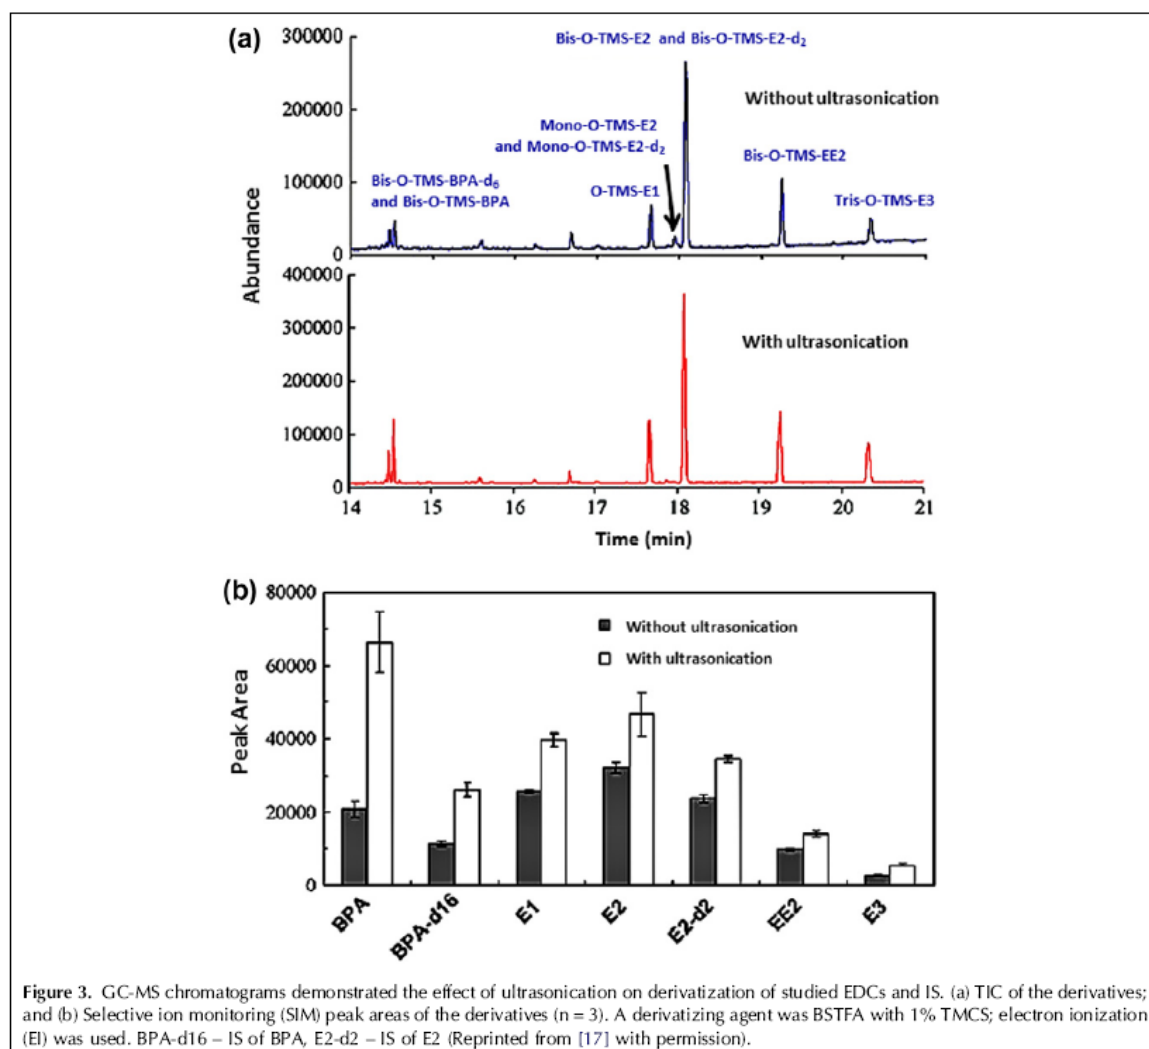 (a)
300000
200000
100000
0
Bis-O-TMS-E2 and Bis-O-TMS-E2-d₂
Without ultrasonication
Mono-O-TMS-E2
and Mono-O-TMS-E2-d₂
Bis-O-TMS-EE2
Bis-O-TMS-BPA-d₆
and Bis-O-TMS-BPA
O-TMS-E1
Tris-O-TMS-E3
Abundance
400000
300000
200000
100000
0
With ultrasonication
14 15 16 17 18 19 20 21
Time (min)
(b)
80000
60000
40000
20000
0
Peak Area
Without ultrasonication
With ultrasonication
BPA BPA-d16 E1 E2 E2-d2 EE2 E3
Figure 3. GC-MS chromatograms demonstrated the effect of ultrasonication on derivatization of studied EDCs and IS. (a) TIC of the derivatives;
and (b) Selective ion monitoring (SIM) peak areas of the derivatives (n = 3). A derivatizing agent was BSTFA with 1% TMCS; electron ionization
(EI) was used. BPA-d16 – IS of BPA, E2-d2 – IS of E2 (Reprinted from [17] with permission).